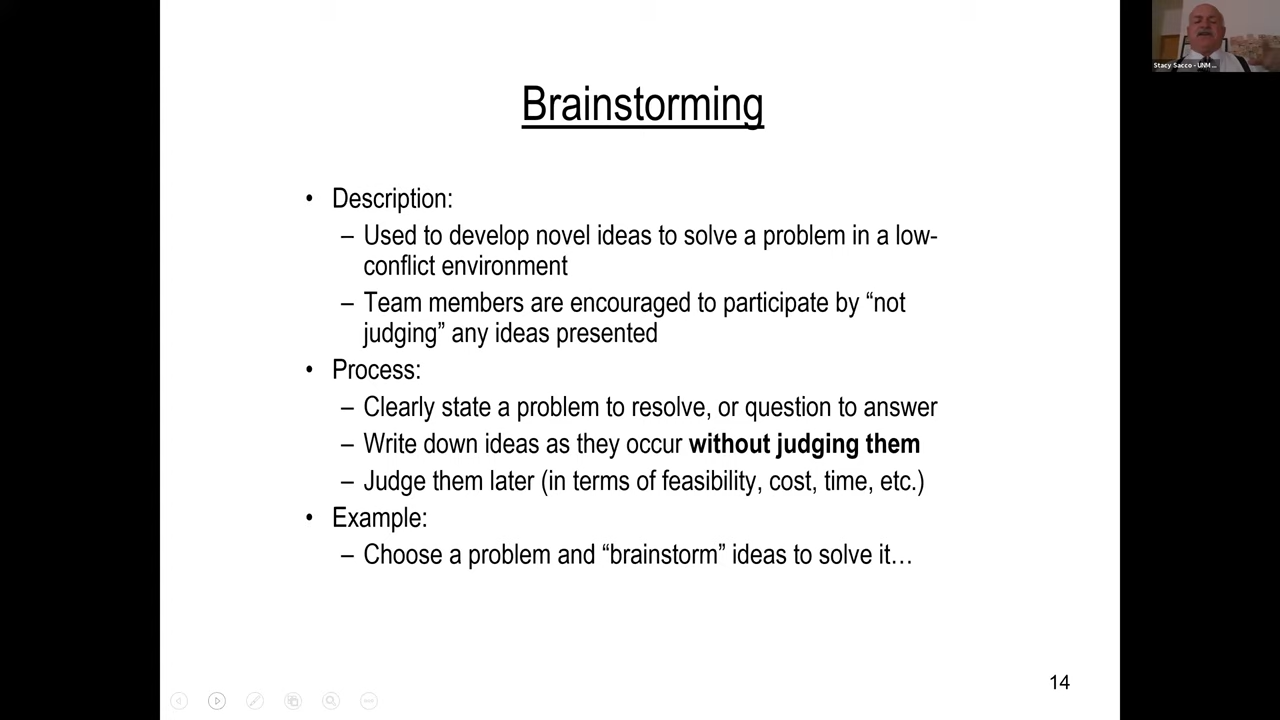 Stacy Sacco - UNM ...
Brainstorming
• Description:
– Used to develop novel ideas to solve a problem in a low-
conflict environment
– Team members are encouraged to participate by “not
judging” any ideas presented
• Process:
– Clearly state a problem to resolve, or question to answer
– Write down ideas as they occur without judging them
– Judge them later (in terms of feasibility, cost, time, etc.)
• Example:
– Choose a problem and “brainstorm” ideas to solve it…
14